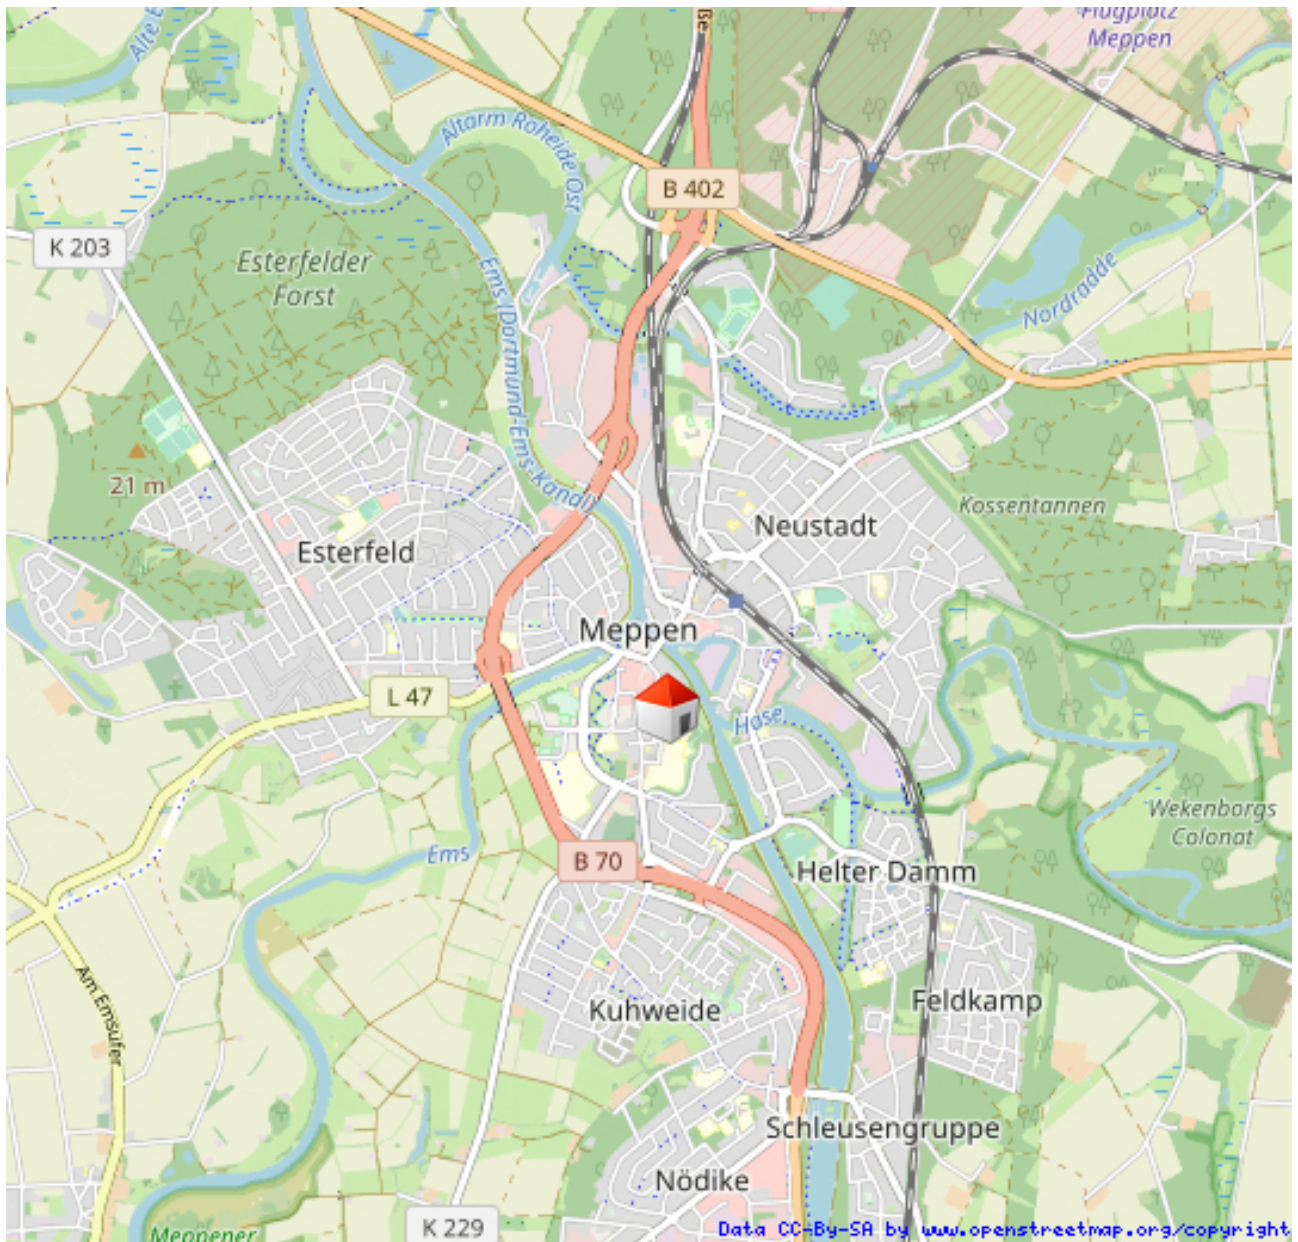 Flugplatz
Meppen
Alte E
ße
Altarm Roheide Ost
B 402
K 203
Esterfelder
Forst
Ems (Dortmund-Ems-Kanal)
Nordradde
21 m
Kossentannen
Neustadt
Esterfeld
Meppen
L 47
Hase
Wekenborgs
Colonat
Ems
B 70
Helter Damm
Am Emsufer
Kuhweide
Feldkamp
Schleusengruppe
Nödike
K 229
Meppener
Data CC-By-SA by www.openstreetmap.org/copyright